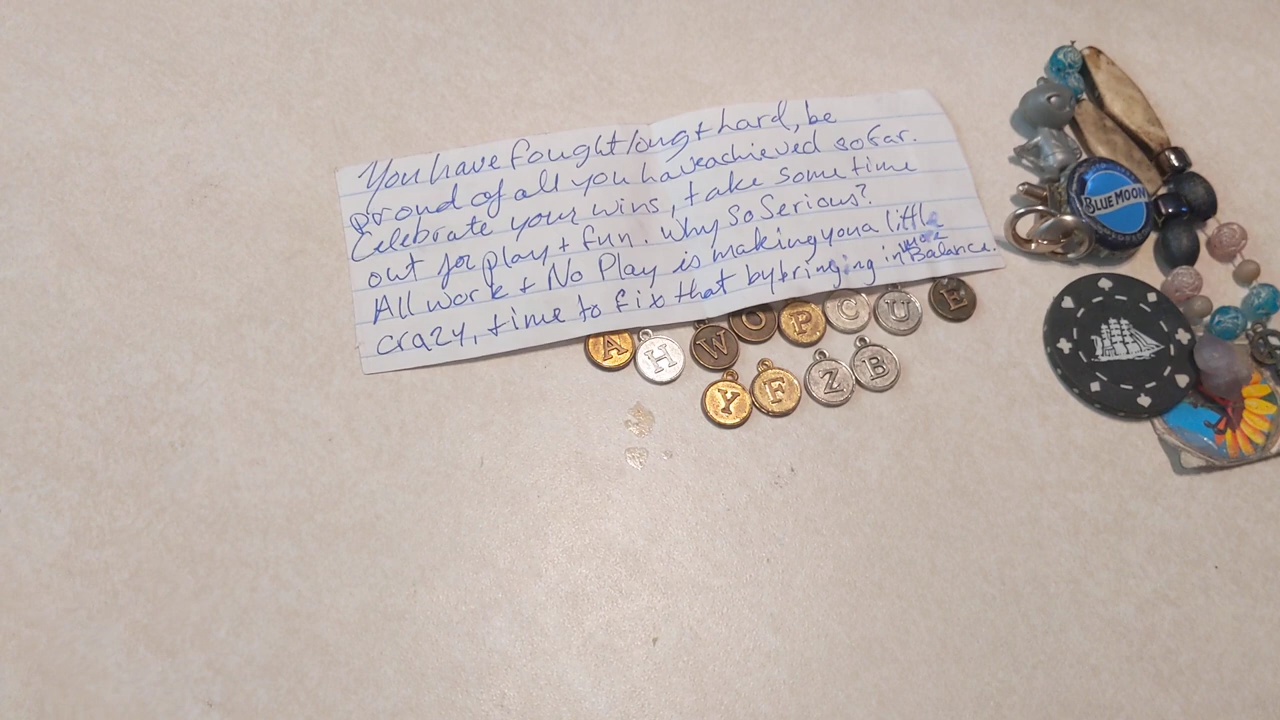 You have fought long + hard, be
proud of all you have achieved so far.
Celebrate your wins, take some time
out for play + fun. Why So Serious?
All work + No Play is making you a little
crazy, time to fix that by bringing in more Balance.
A H W O P C U E
Y F Z B
BLUE MOON